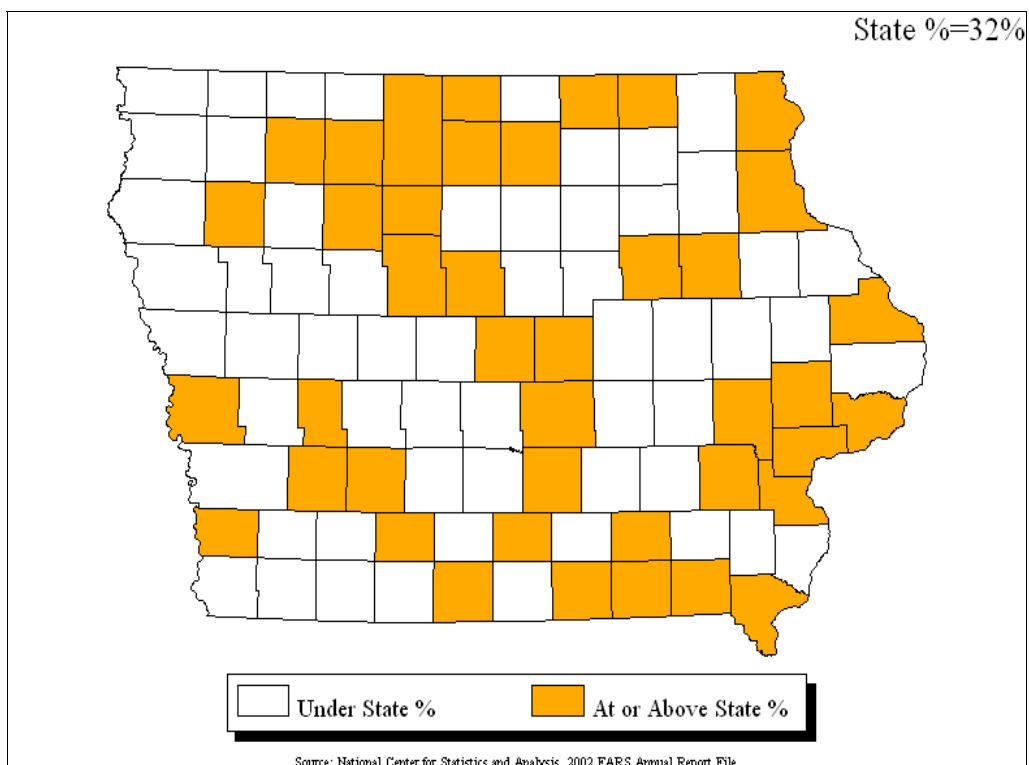 State %=32%
Under State %
At or Above State %
Source: National Center for Statistics and Analysis, 2002 FARS Annual Report File